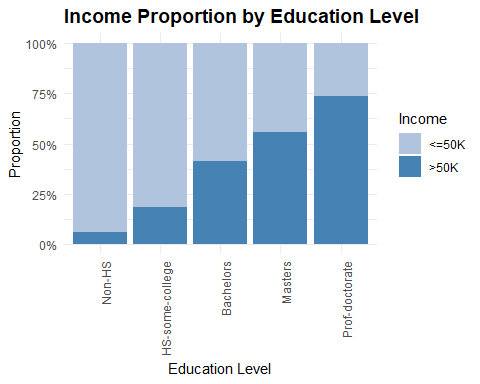 Income Proportion by Education Level
100%
75%
50%
25%
0%
Proportion
Non-HS
HS-some-college
Bachelors
Masters
Prof-doctorate
Education Level
Income
<=50K
>50K